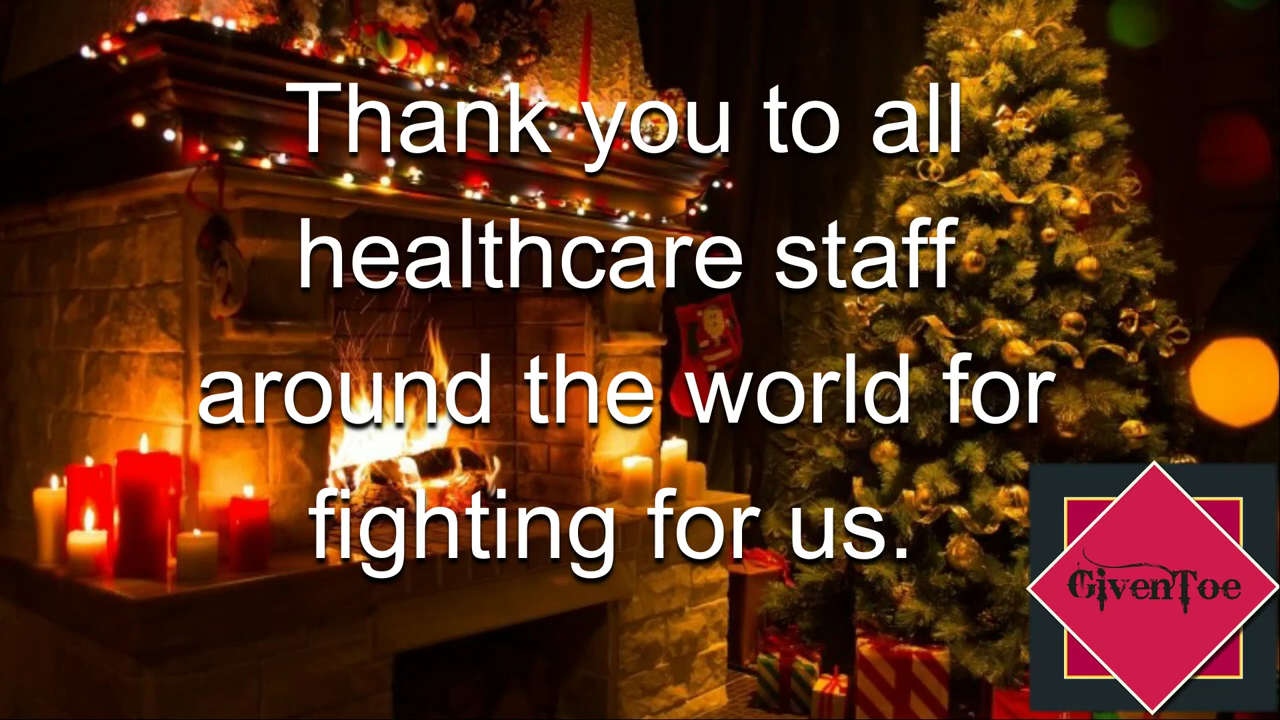 Thank you to all
healthcare staff
around the world for
fighting for us.
GivenToe